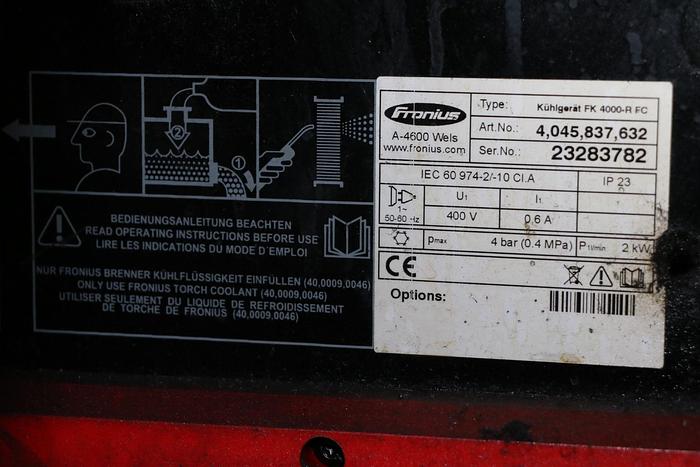 ②
①
BEDIENUNGSANLEITUNG BEACHTEN
READ OPERATING INSTRUCTIONS BEFORE USE
LIRE LES INDICATIONS DU MODE D'EMPLOI
NUR FRONIUS BRENNER KÜHLFLÜSSIGKEIT EINFÜLLEN (40,0009,0046)
ONLY USE FRONIUS TORCH COOLANT (40,0009,0046)
UTILISER SEULEMENT DU LIQUIDE DE REFROIDISSEMENT
DE TORCHE DE FRONIUS (40,0009,0046)
Fronius
A-4600 Wels
www.fronius.com
Type: Kühlgerät FK 4000-R FC
Art.No.: 4,045,837,632
Ser.No.: 23283782
IEC 60 974-2/-10 Cl.A IP 23
1~
50-60 Hz
U1 I1
400 V 0,6 A
pmax 4 bar (0.4 MPa) P1l/min 2 kW
CE
Options: